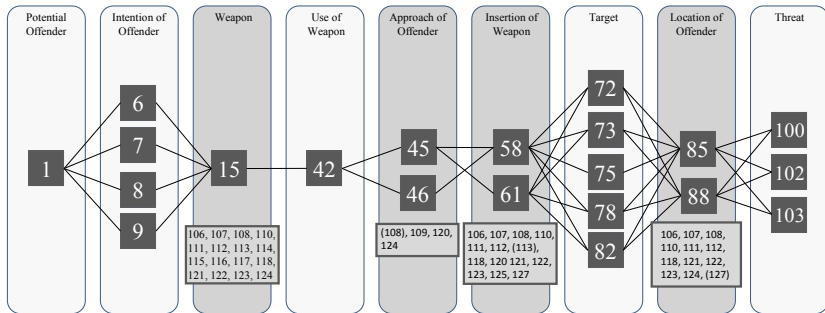 Potential
Offender
Intention of
Offender
Weapon
Use of
Weapon
Approach of
Offender
Insertion of
Weapon
Target
Location of
Offender
Threat
1
6
7
8
9
15
42
45
46
58
61
72
73
75
78
82
85
88
100
102
103
106, 107, 108, 110,
111, 112, 113, 114,
115, 116, 117, 118,
121, 122, 123, 124
(108), 109, 120,
124
106, 107, 108, 110,
111, 112, (113),
118, 120 121, 122,
123, 125, 127
106, 107, 108,
110, 111, 112,
118, 121, 122,
123, 124, (127)